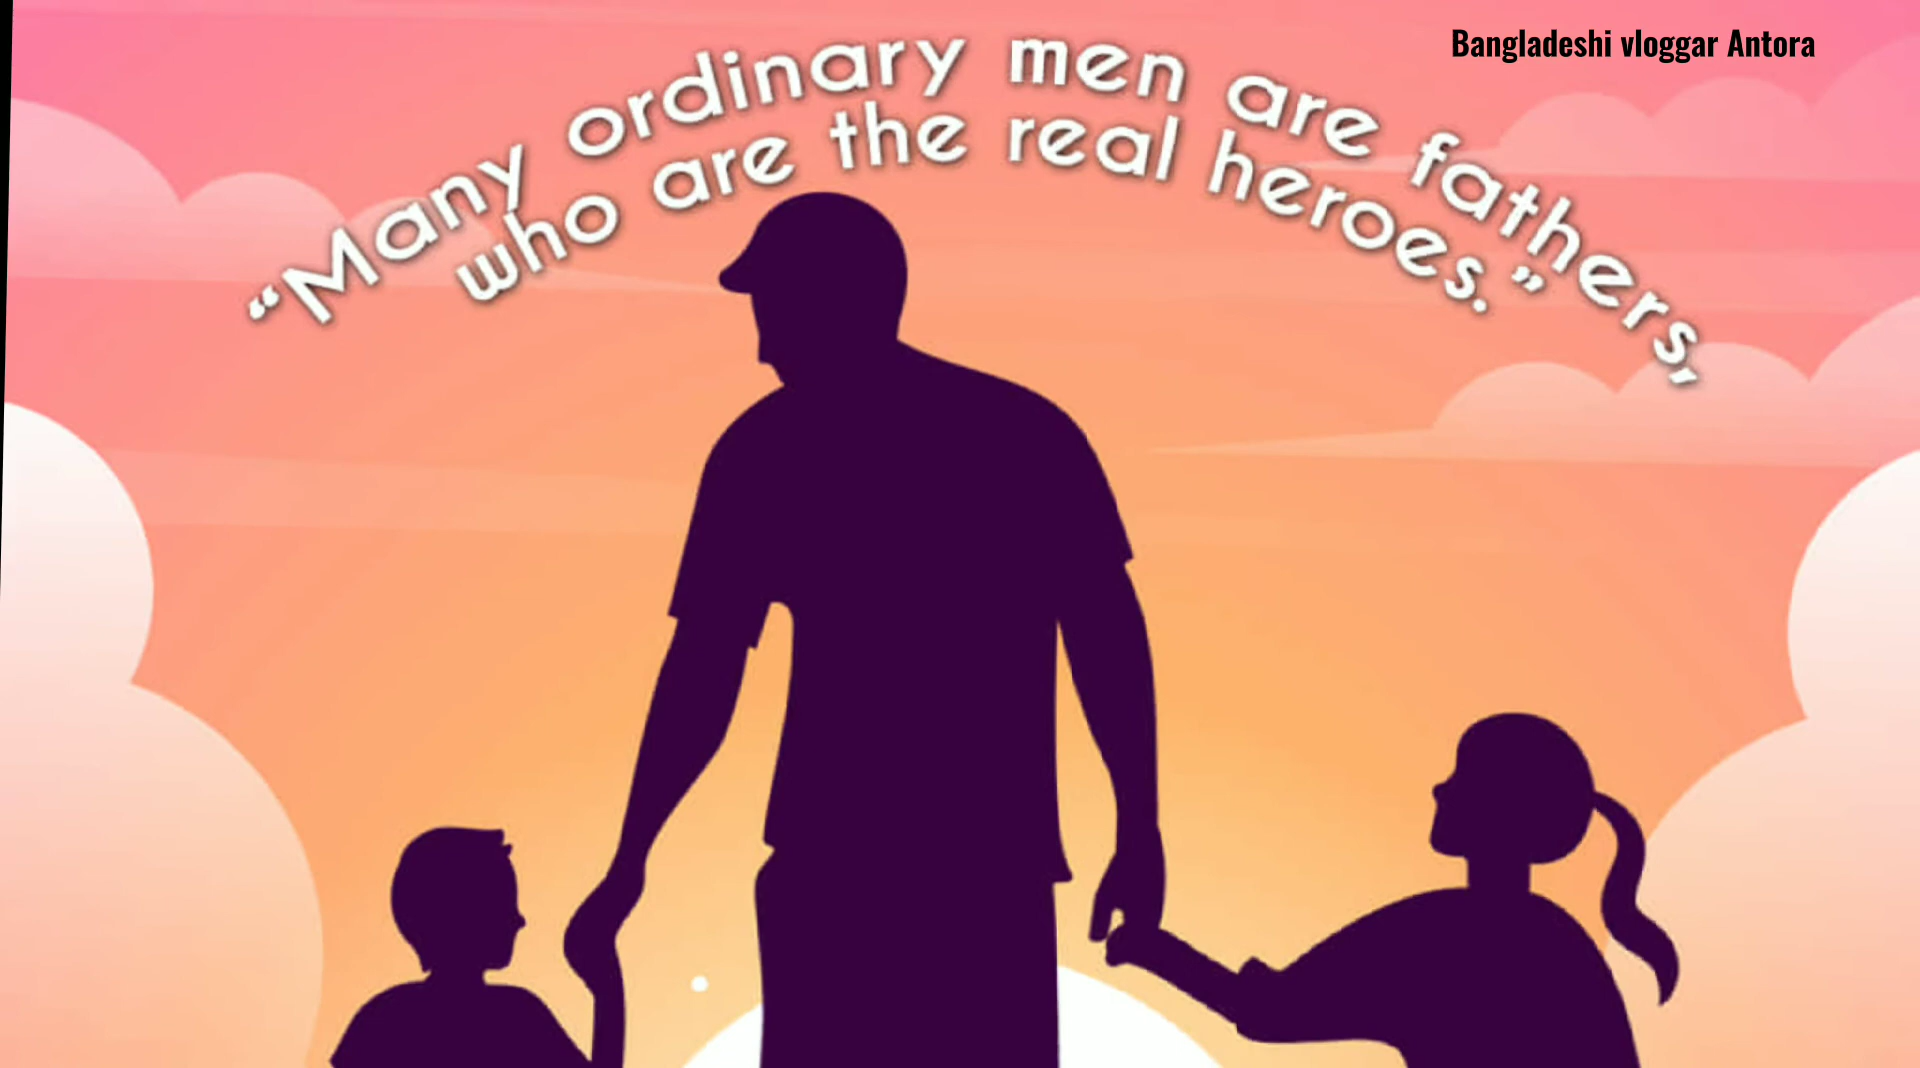 Bangladeshi vloggar Antora
“Many ordinary men are fathers,
who are the real heroes.”